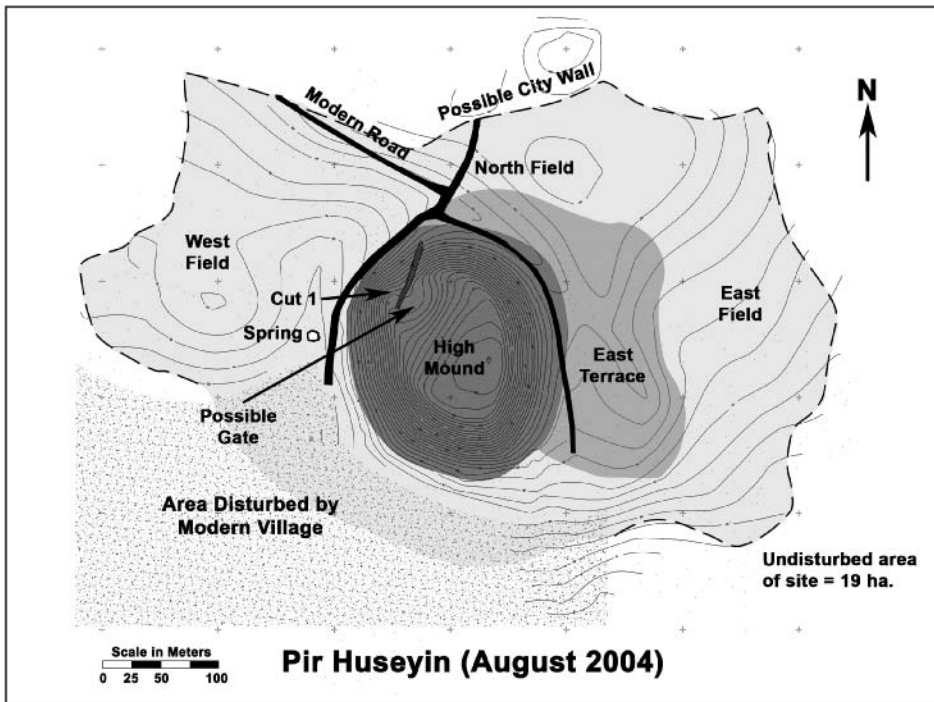 Possible City Wall
Modern Road
N
North Field
West
Field
Cut 1
Spring
East
Field
High
Mound
East
Terrace
Possible
Gate
Area Disturbed by
Modern Village
Undisturbed area
of site = 19 ha.
Scale in Meters
0 25 50 100
Pir Huseyin (August 2004)